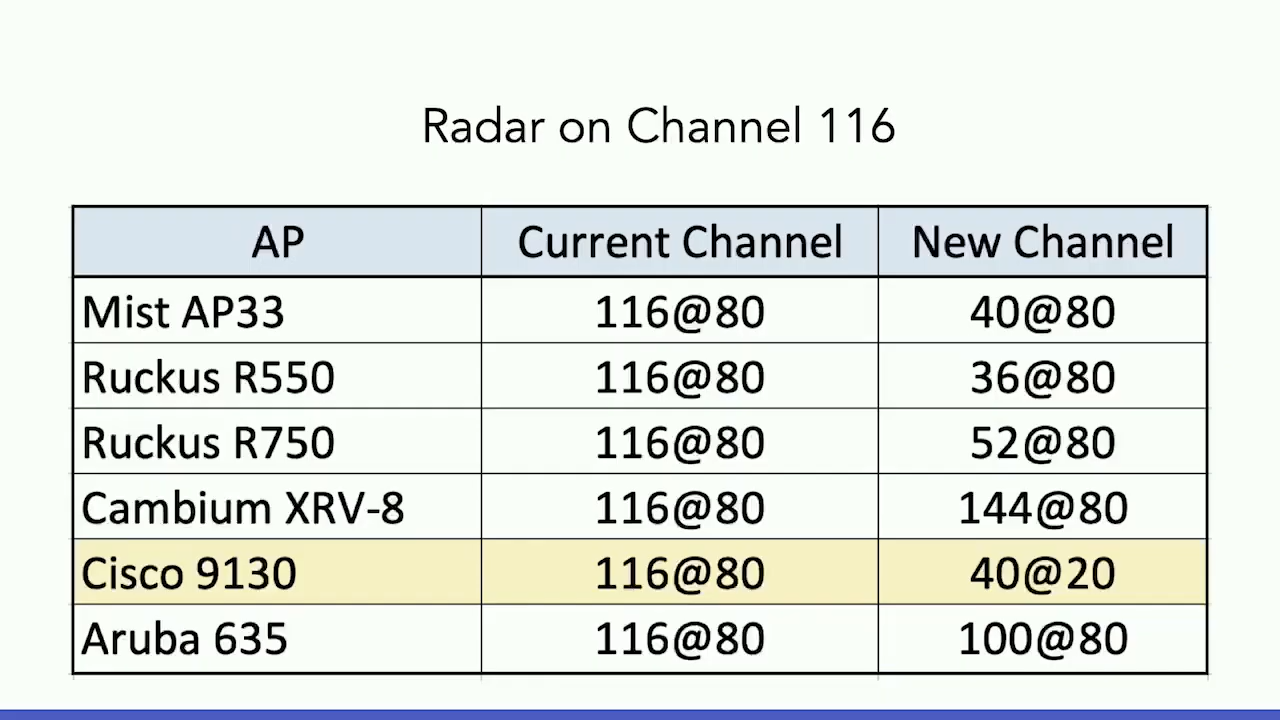 Radar on Channel 116
AP Current Channel New Channel
Mist AP33 116@80 40@80
Ruckus R550 116@80 36@80
Ruckus R750 116@80 52@80
Cambium XRV-8 116@80 144@80
Cisco 9130 116@80 40@20
Aruba 635 116@80 100@80